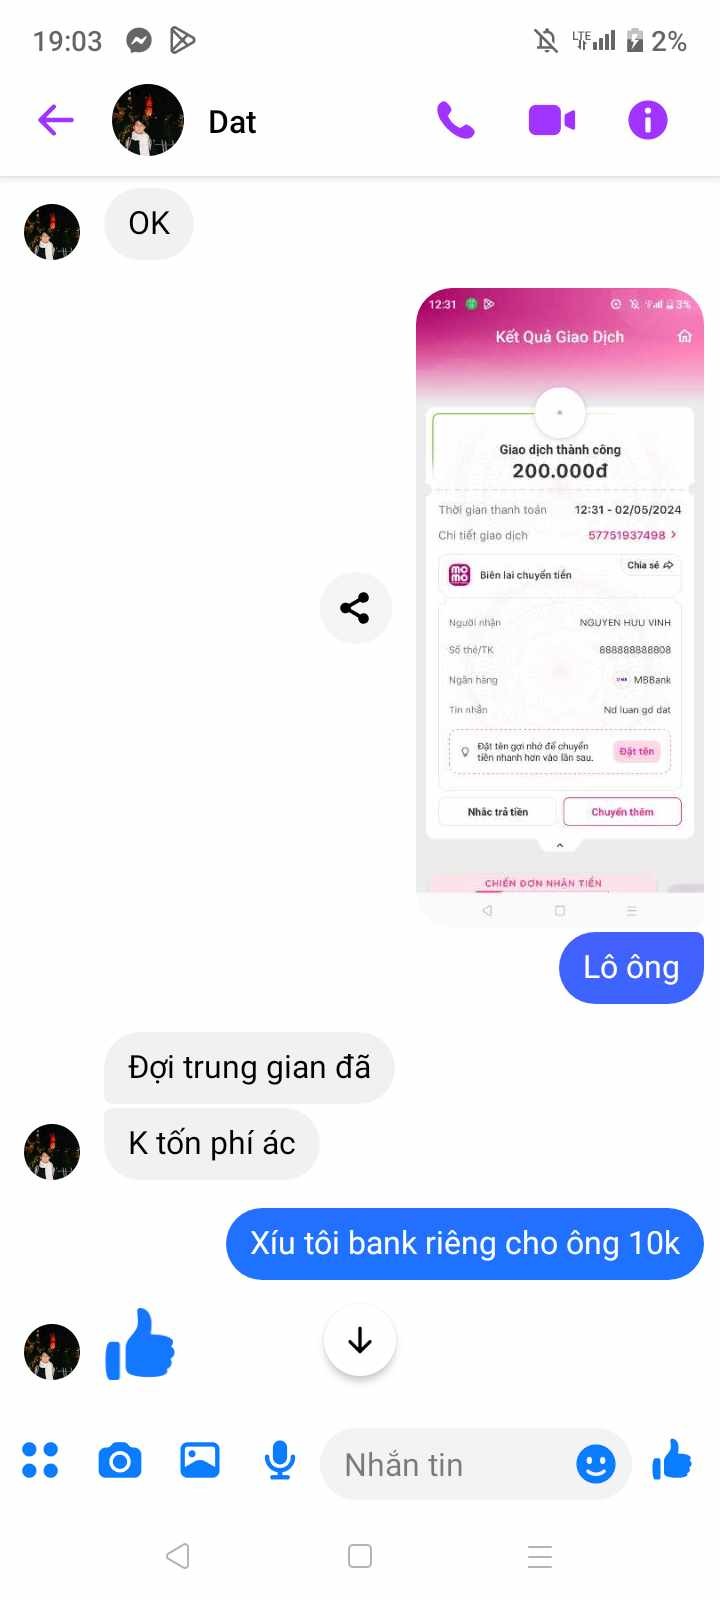 19:03
LTE
2%
Dat
OK
12:31
3%
Kết Quả Giao Dịch
Giao dịch thành công
200.000đ
Thời gian thanh toán 12:31 - 02/05/2024
Chi tiết giao dịch 57751937498
Chia sẻ
mo mo Biên lai chuyển tiền
Người nhận NGUYEN HUU VINH
Số thẻ/TK
Ngân hàng MBBank
Tin nhắn Nd luan gd dat
Đặt tên gợi nhớ để chuyển
tiền nhanh hơn vào lần sau.
Đặt tên
Nhắc trả tiền Chuyển thêm
CHIẾN ĐƠN NHẬN TIỀN
Lô ông
Đợi trung gian đã
K tốn phí ác
Xíu tôi bank riêng cho ông 10k
Nhắn tin